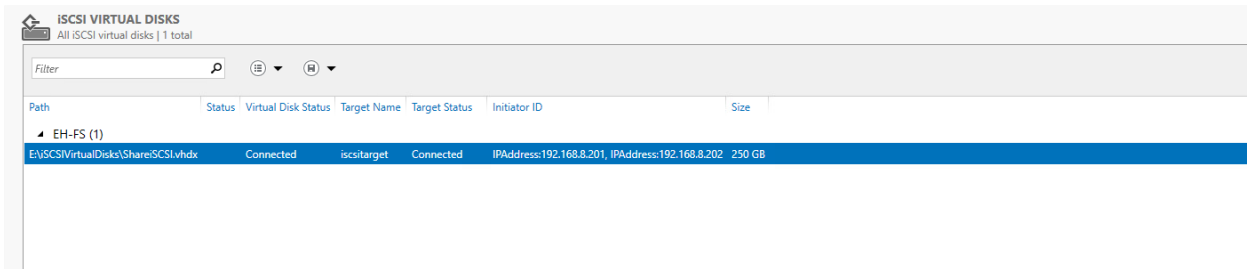 iSCSI VIRTUAL DISKS
All iSCSI virtual disks | 1 total
Filter
Path Status Virtual Disk Status Target Name Target Status Initiator ID Size
EH-FS (1)
E:\iSCSIVirtualDisks\ShareiSCSI.vhdx Connected iscsitarget Connected IPAddress:192.168.8.201, IPAddress:192.168.8.202 250 GB